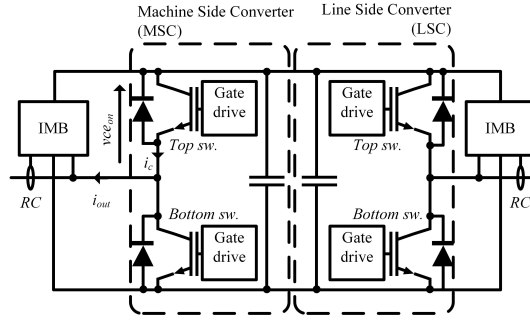 Machine Side Converter
(MSC)
Line Side Converter
(LSC)
Gate
drive
Gate
drive
IMB
vce_on
Top sw.
i_c
Top sw.
IMB
RC
i_out
Bottom sw.
Bottom sw.
RC
Gate
drive
Gate
drive